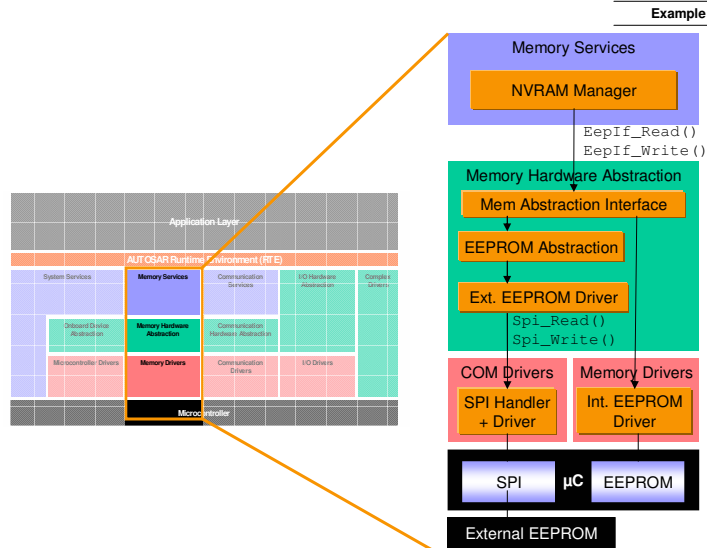 Example
Memory Services
NVRAM Manager
EepIf_Read()
EepIf_Write()
Memory Hardware Abstraction
Mem Abstraction Interface
EEPROM Abstraction
Ext. EEPROM Driver
Spi_Read()
Spi_Write()
COM Drivers
Memory Drivers
SPI Handler
+ Driver
Int. EEPROM
Driver
SPI
µC
EEPROM
External EEPROM
Application Layer
AUTOSAR Runtime Environment (RTE)
System Services
Memory Services
Communication
Services
I/O Hardware
Abstraction
Complex
Drivers
Onboard Device
Abstraction
Memory Hardware
Abstraction
Communication
Hardware Abstraction
Microcontroller Drivers
Memory Drivers
Communication
Drivers
I/O Drivers
Microcontroller